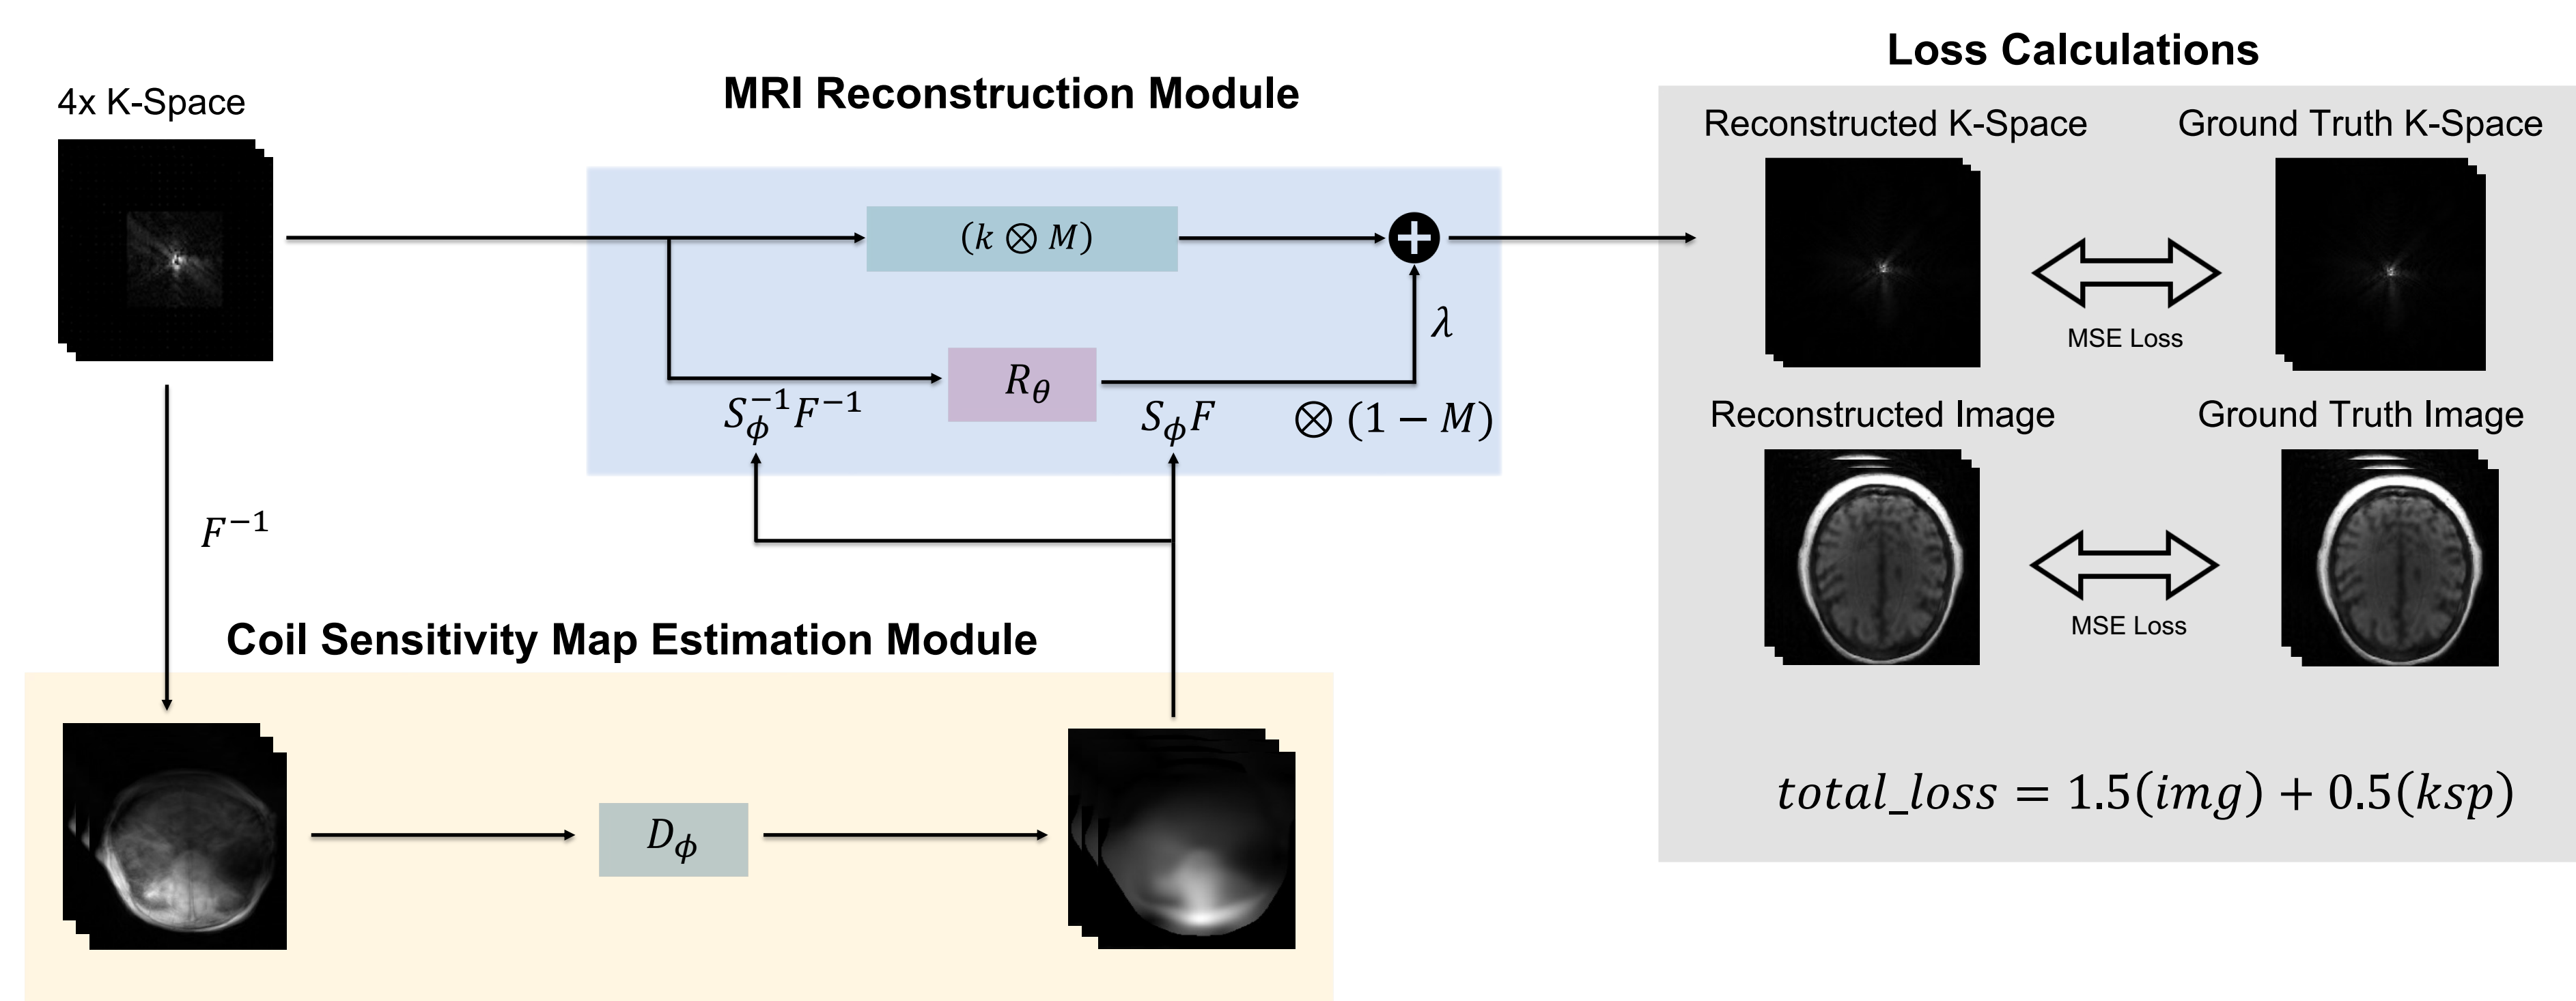 Loss Calculations
MRI Reconstruction Module
4x K-Space
Reconstructed K-Space
Ground Truth K-Space
(k ⊗ M)
λ
MSE Loss
R_θ
S_ϕ^{-1}F^{-1}
S_ϕF
⊗ (1 − M)
Reconstructed Image
Ground Truth Image
F^{-1}
MSE Loss
Coil Sensitivity Map Estimation Module
total_loss = 1.5(img) + 0.5(ksp)
D_ϕ